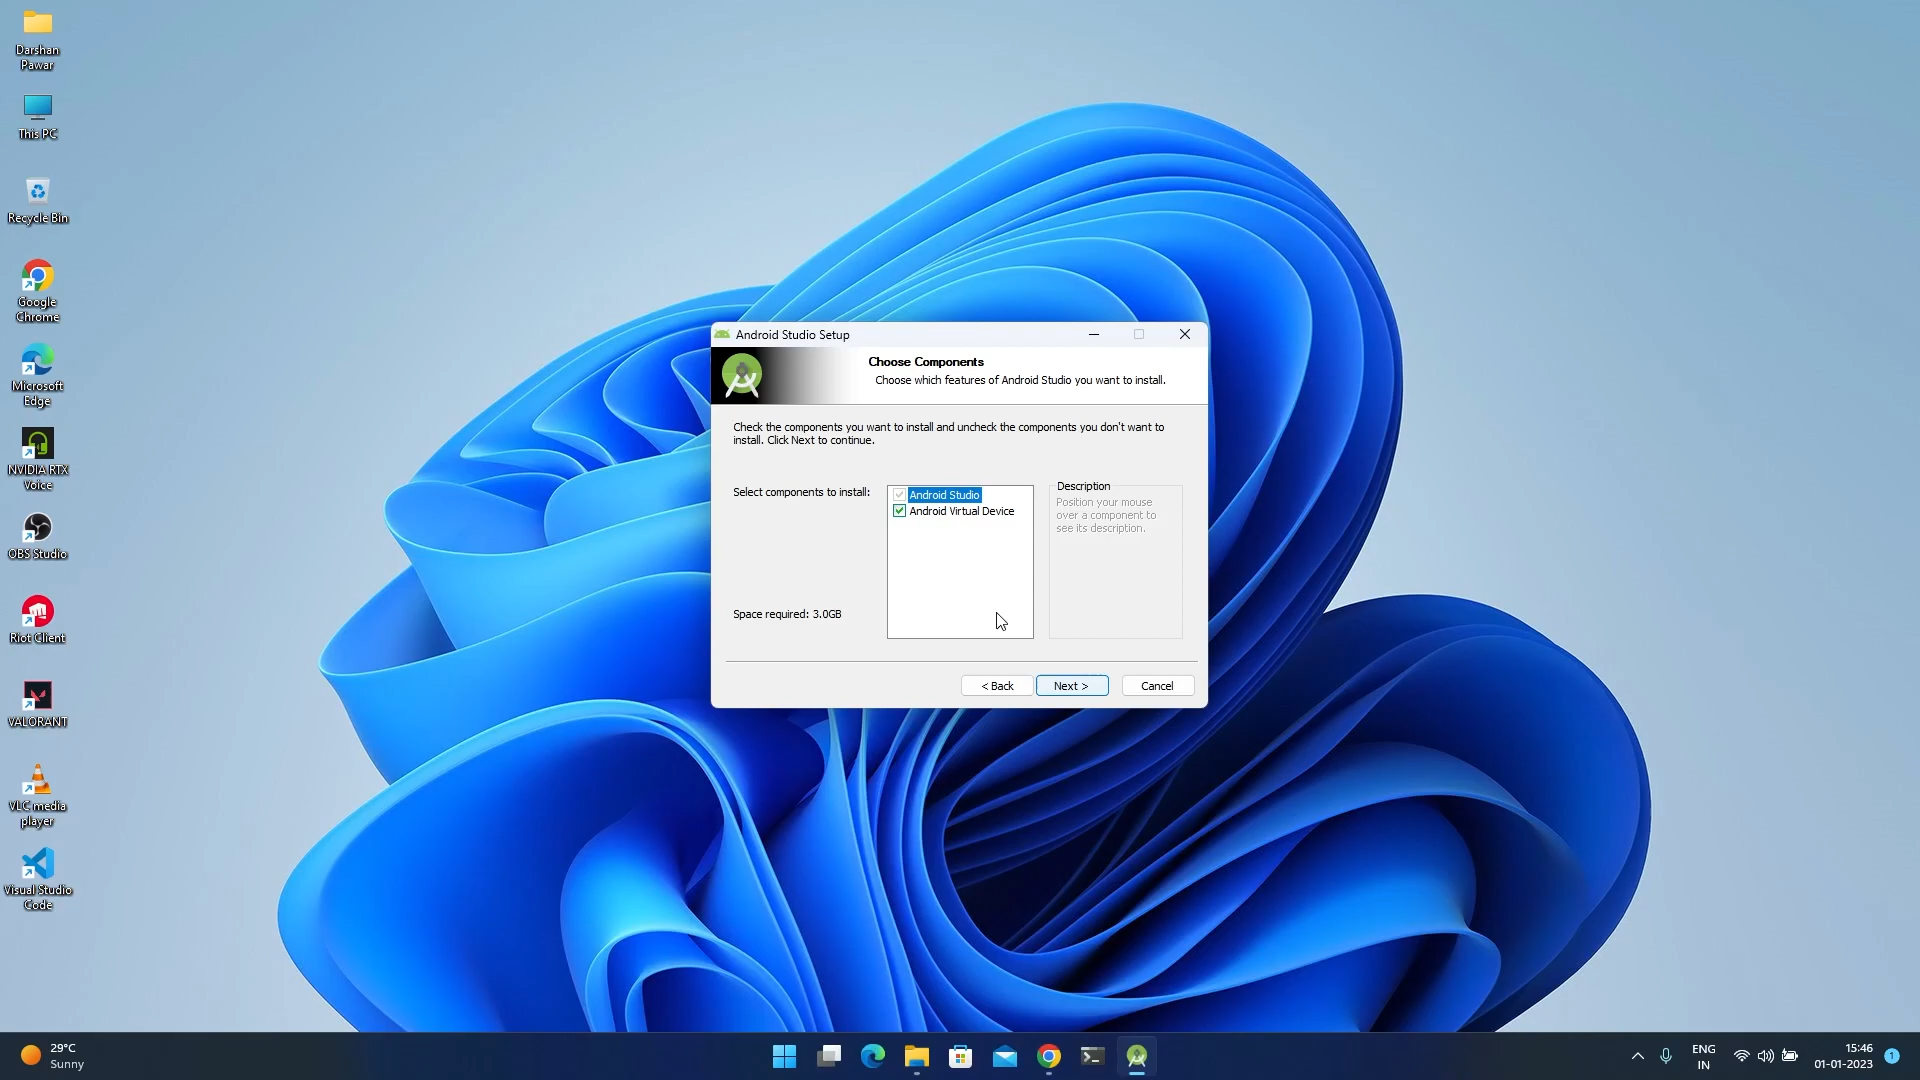 Darshan
Pawar
This PC
Recycle Bin
Google
Chrome
Microsoft
Edge
NVIDIA RTX
Voice
OBS Studio
Riot Client
VALORANT
VLC media
player
Visual Studio
Code
Android Studio Setup
Choose Components
Choose which features of Android Studio you want to install.
Check the components you want to install and uncheck the components you don't want to
install. Click Next to continue.
Select components to install:
Android Studio
Android Virtual Device
Description
Position your mouse
over a component to
see its description.
Space required: 3.0GB
< Back
Next >
Cancel
29°C
Sunny
ENG
IN
15:46
01-01-2023
1